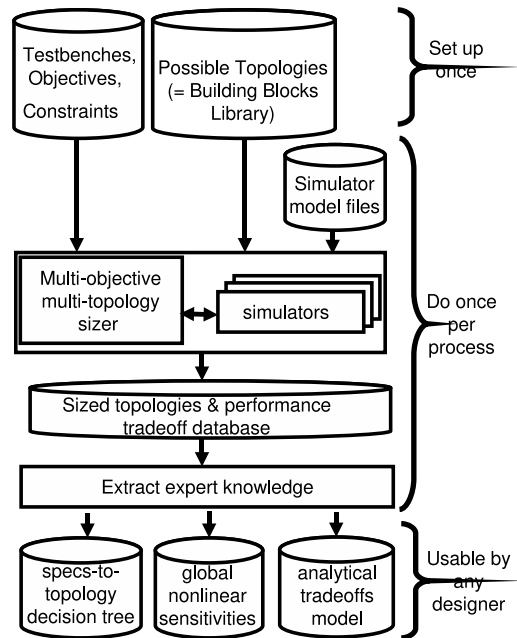 Testbenches,
Objectives,
Constraints
Possible Topologies
(= Building Blocks
Library)
Set up
once
Simulator
model files
Multi-objective
multi-topology
sizer
simulators
Do once
per
process
Sized topologies & performance
tradeoff database
Extract expert knowledge
specs-to-
topology
decision tree
global
nonlinear
sensitivities
analytical
tradeoffs
model
Usable by
any
designer